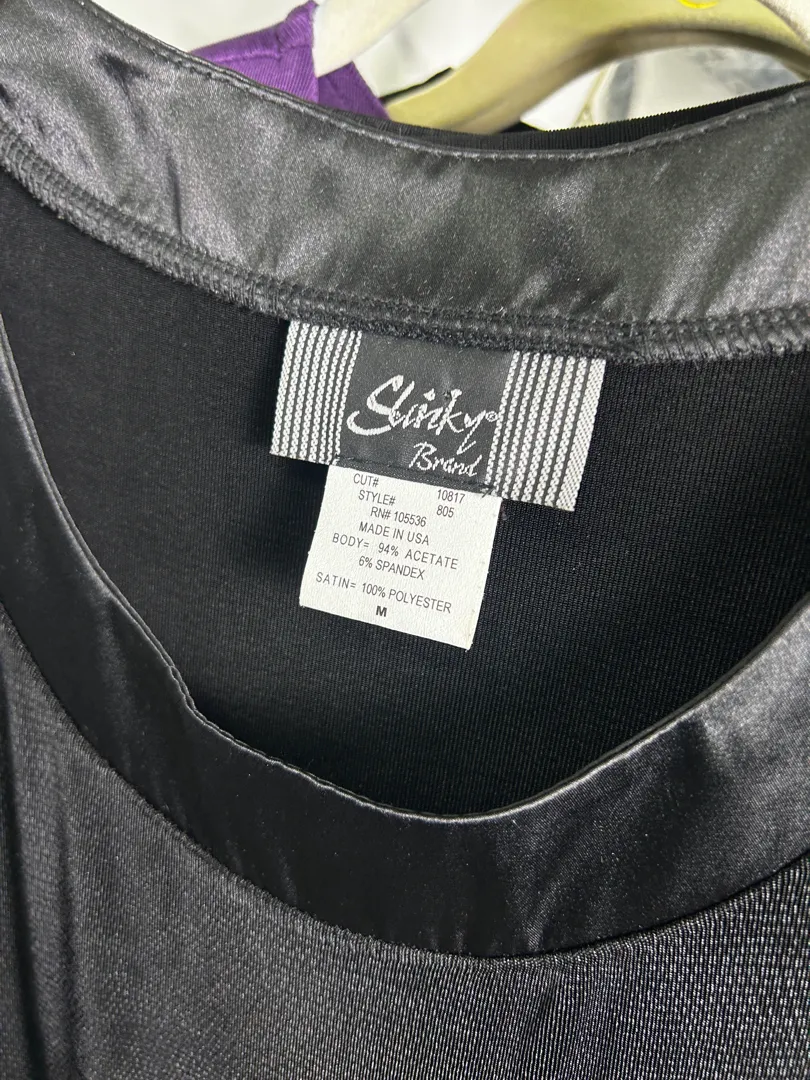 Slinky®
Brand
CUT# 10817
STYLE# 805
RN# 105536
MADE IN USA
BODY= 94% ACETATE
6% SPANDEX
SATIN= 100% POLYESTER
M